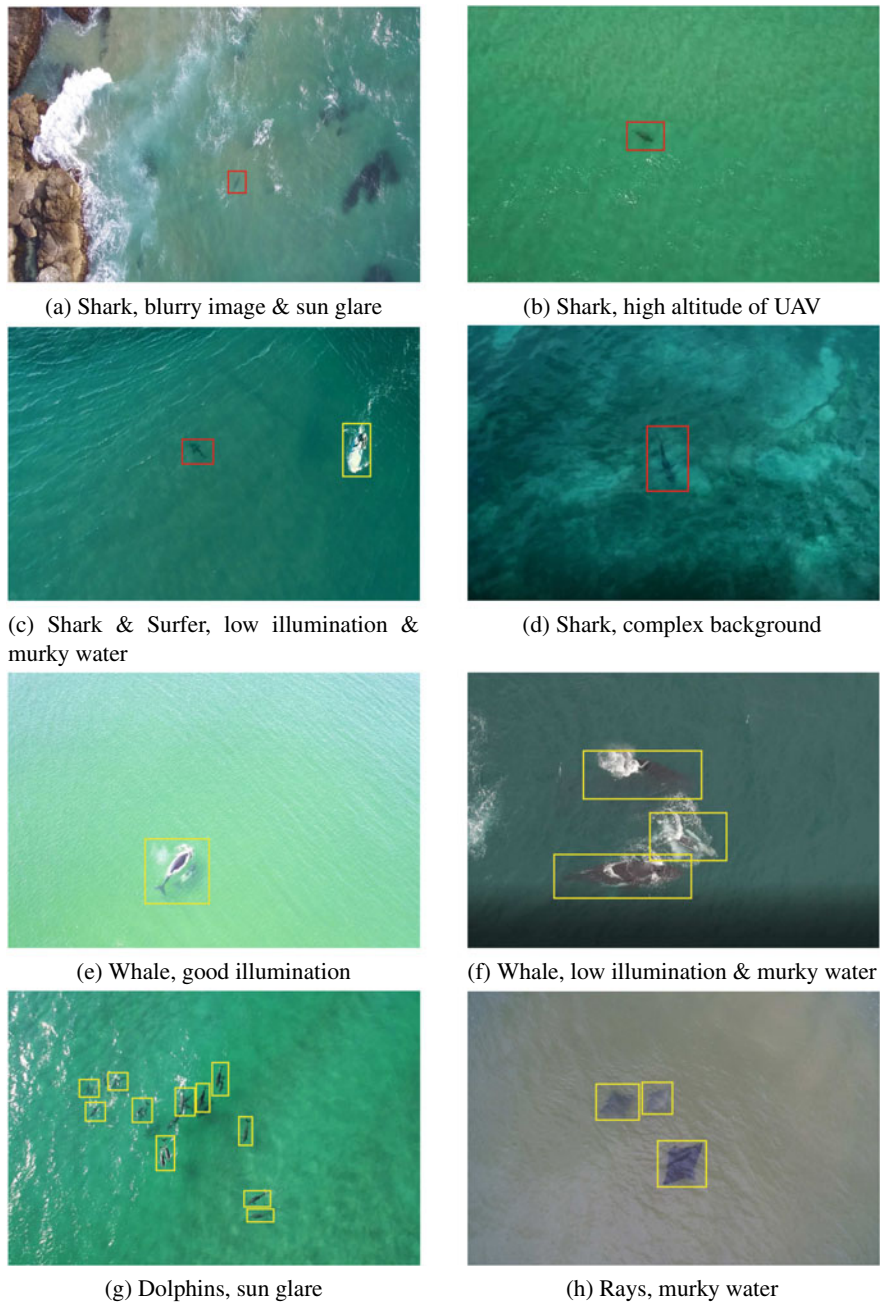 (a) Shark, blurry image & sun glare
(b) Shark, high altitude of UAV
(c) Shark & Surfer, low illumination &
murky water
(d) Shark, complex background
(e) Whale, good illumination
(f) Whale, low illumination & murky water
(g) Dolphins, sun glare
(h) Rays, murky water